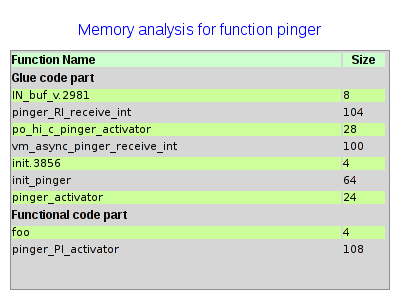 Memory analysis for function pinger
Function Name Size
Glue code part
IN_buf_v.2981 8
pinger_RI_receive_int 104
po_hi_c_pinger_activator 28
vm_async_pinger_receive_int 100
init.3856 4
init_pinger 64
pinger_activator 24
Functional code part
foo 4
pinger_PI_activator 108